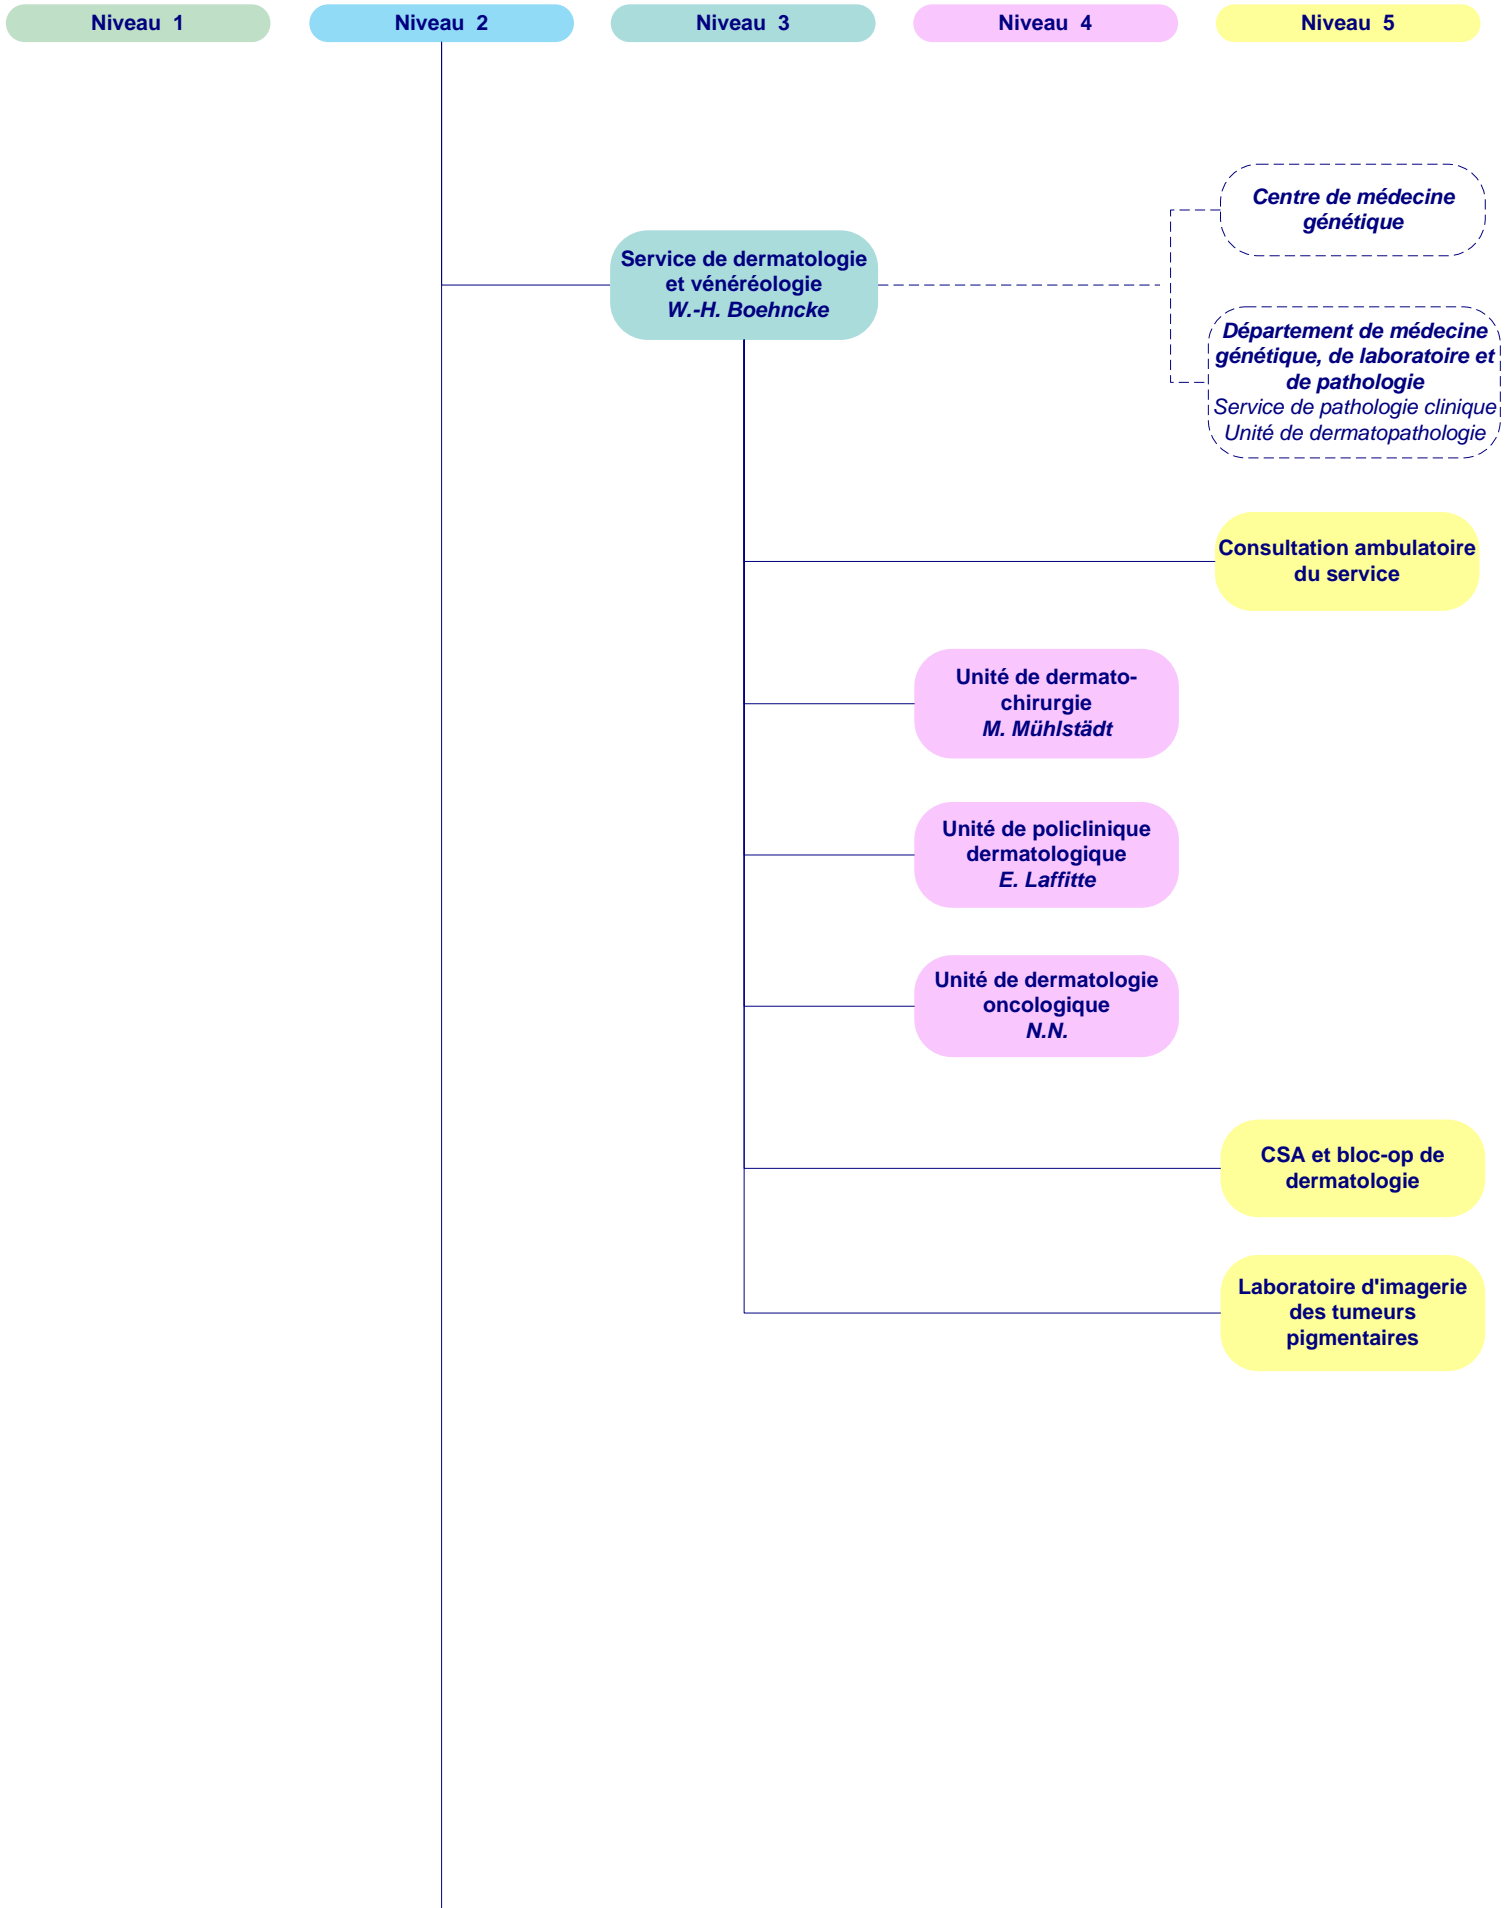 Niveau 1
Niveau 2
Niveau 3
Niveau 4
Niveau 5
Centre de médecine
génétique
Service de dermatologie
et vénéréologie
W.-H. Boehncke
Département de médecine
génétique, de laboratoire et
de pathologie
Service de pathologie clinique
Unité de dermatopathologie
Consultation ambulatoire
du service
Unité de dermato-
chirurgie
M. Mühlstädt
Unité de policlinique
dermatologique
E. Laffitte
Unité de dermatologie
oncologique
N.N.
CSA et bloc-op de
dermatologie
Laboratoire d'imagerie
des tumeurs
pigmentaires